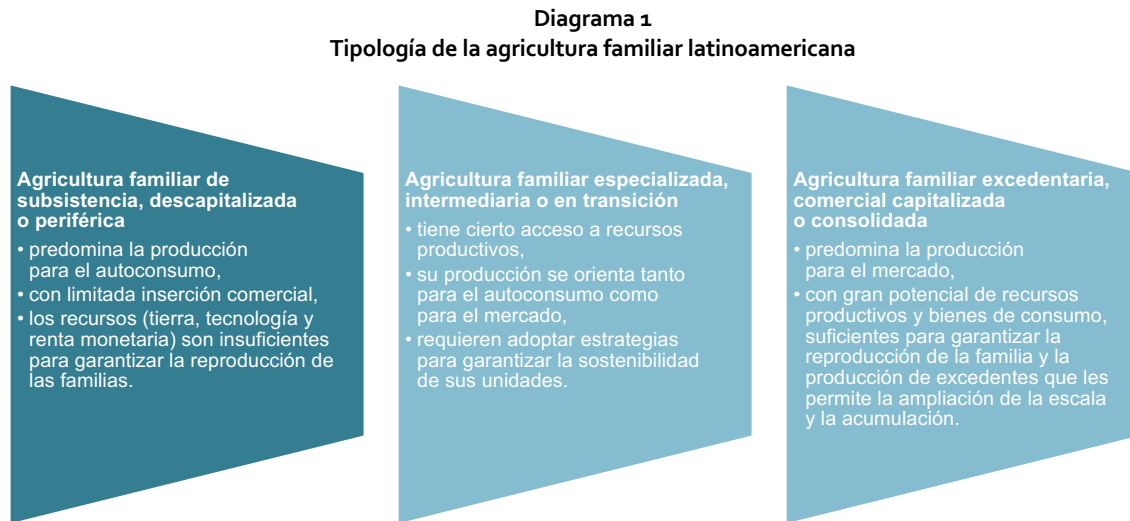 Diagrama 1
Tipología de la agricultura familiar latinoamericana
Agricultura familiar de
subsistencia, descapitalizada
o periférica
• predomina la producción
para el autoconsumo,
• con limitada inserción comercial,
• los recursos (tierra, tecnología y
renta monetaria) son insuficientes
para garantizar la reproducción de
las familias.
Agricultura familiar especializada,
intermediaria o en transición
• tiene cierto acceso a recursos
productivos,
• su producción se orienta tanto
para el autoconsumo como
para el mercado,
• requieren adoptar estrategias
para garantizar la sostenibilidad
de sus unidades.
Agricultura familiar excedentaria,
comercial capitalizada
o consolidada
• predomina la producción
para el mercado,
• con gran potencial de recursos
productivos y bienes de consumo,
suficientes para garantizar la
reproducción de la familia y la
producción de excedentes que les
permite la ampliación de la escala
y la acumulación.